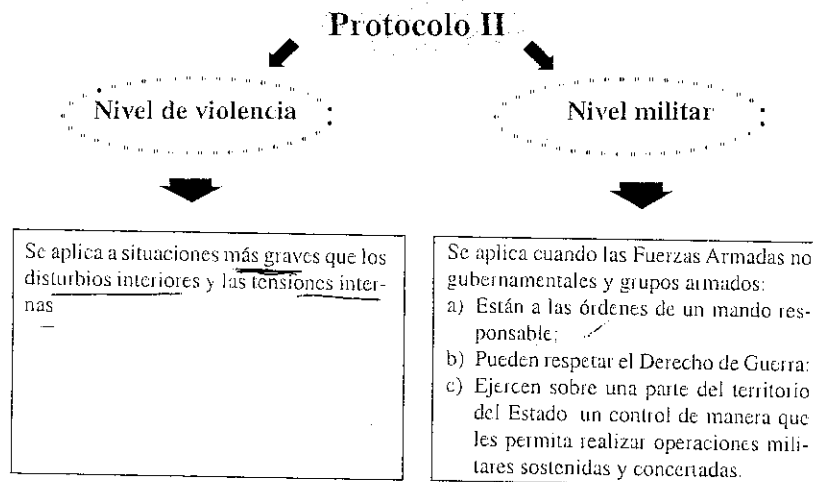 Protocolo II
Nivel de violencia
Nivel militar
Se aplica a situaciones más graves que los
disturbios interiores y las tensiones inter-
nas
Se aplica cuando las Fuerzas Armadas no
gubernamentales y grupos armados:
a) Están a las órdenes de un mando res-
ponsable;
b) Pueden respetar el Derecho de Guerra:
c) Ejercen sobre una parte del territorio
del Estado un control de manera que
les permita realizar operaciones mili-
tares sostenidas y concertadas.